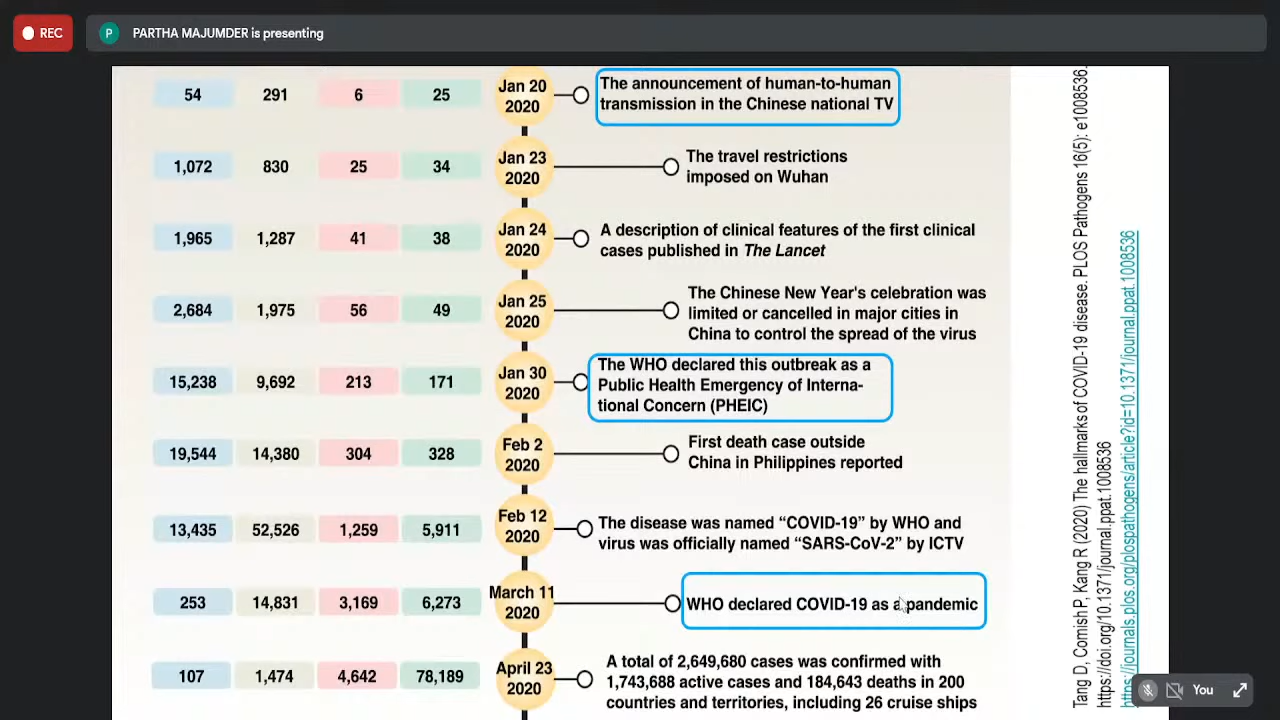 REC
P PARTHA MAJUMDER is presenting
54 291 6 25 Jan 20 2020
The announcement of human-to-human
transmission in the Chinese national TV
1,072 830 25 34 Jan 23 2020
The travel restrictions
imposed on Wuhan
1,965 1,287 41 38 Jan 24 2020
A description of clinical features of the first clinical
cases published in The Lancet
2,684 1,975 56 49 Jan 25 2020
The Chinese New Year's celebration was
limited or cancelled in major cities in
China to control the spread of the virus
15,238 9,692 213 171 Jan 30 2020
The WHO declared this outbreak as a
Public Health Emergency of Interna-
tional Concern (PHEIC)
19,544 14,380 304 328 Feb 2 2020
First death case outside
China in Philippines reported
13,435 52,526 1,259 5,911 Feb 12 2020
The disease was named “COVID-19” by WHO and
virus was officially named “SARS-CoV-2” by ICTV
253 14,831 3,169 6,273 March 11 2020
WHO declared COVID-19 as a pandemic
107 1,474 4,642 78,189 April 23 2020
A total of 2,649,680 cases was confirmed with
1,743,688 active cases and 184,643 deaths in 200
countries and territories, including 26 cruise ships
Tang D, Comish P, Kang R (2020) The hallmarks of COVID-19 disease. PLOS Pathogens 16(5): e1008536.
https://doi.org/10.1371/journal.ppat.1008536
https://journals.plos.org/plospathogens/article?id=10.1371/journal.ppat.1008536
You